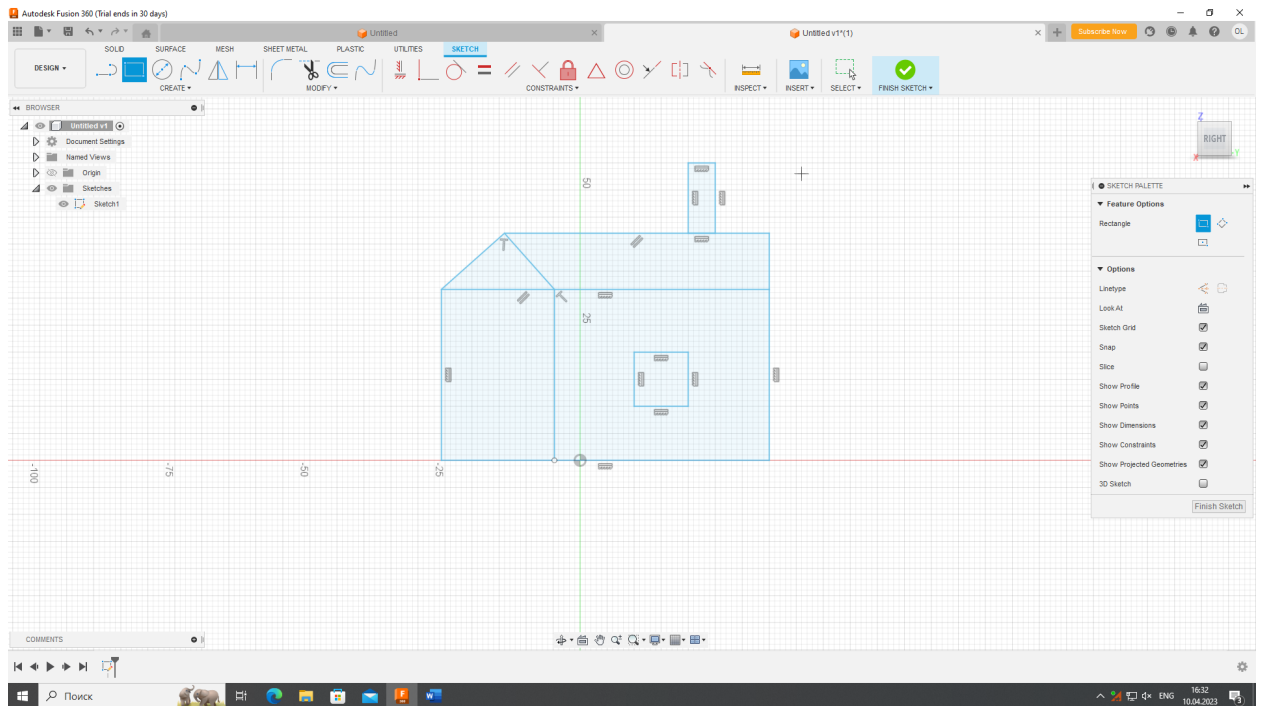 Autodesk Fusion 360 (Trial ends in 30 days)
Untitled
Untitled v1*(1)
Subscribe Now
OL
SOLID SURFACE MESH SHEET METAL PLASTIC UTILITIES SKETCH
DESIGN
CREATE MODIFY CONSTRAINTS INSPECT INSERT SELECT FINISH SKETCH
BROWSER
Untitled v1
Document Settings
Named Views
Origin
Sketches
Sketch1
Z
RIGHT
X
Y
50
25
-100
-75
-50
-25
SKETCH PALETTE
Feature Options
Rectangle
Options
Linetype
Look At
Sketch Grid
Snap
Slice
Show Profile
Show Points
Show Dimensions
Show Constraints
Show Projected Geometries
3D Sketch
Finish Sketch
COMMENTS
Поиск
ENG
16:32
10.04.2023
3